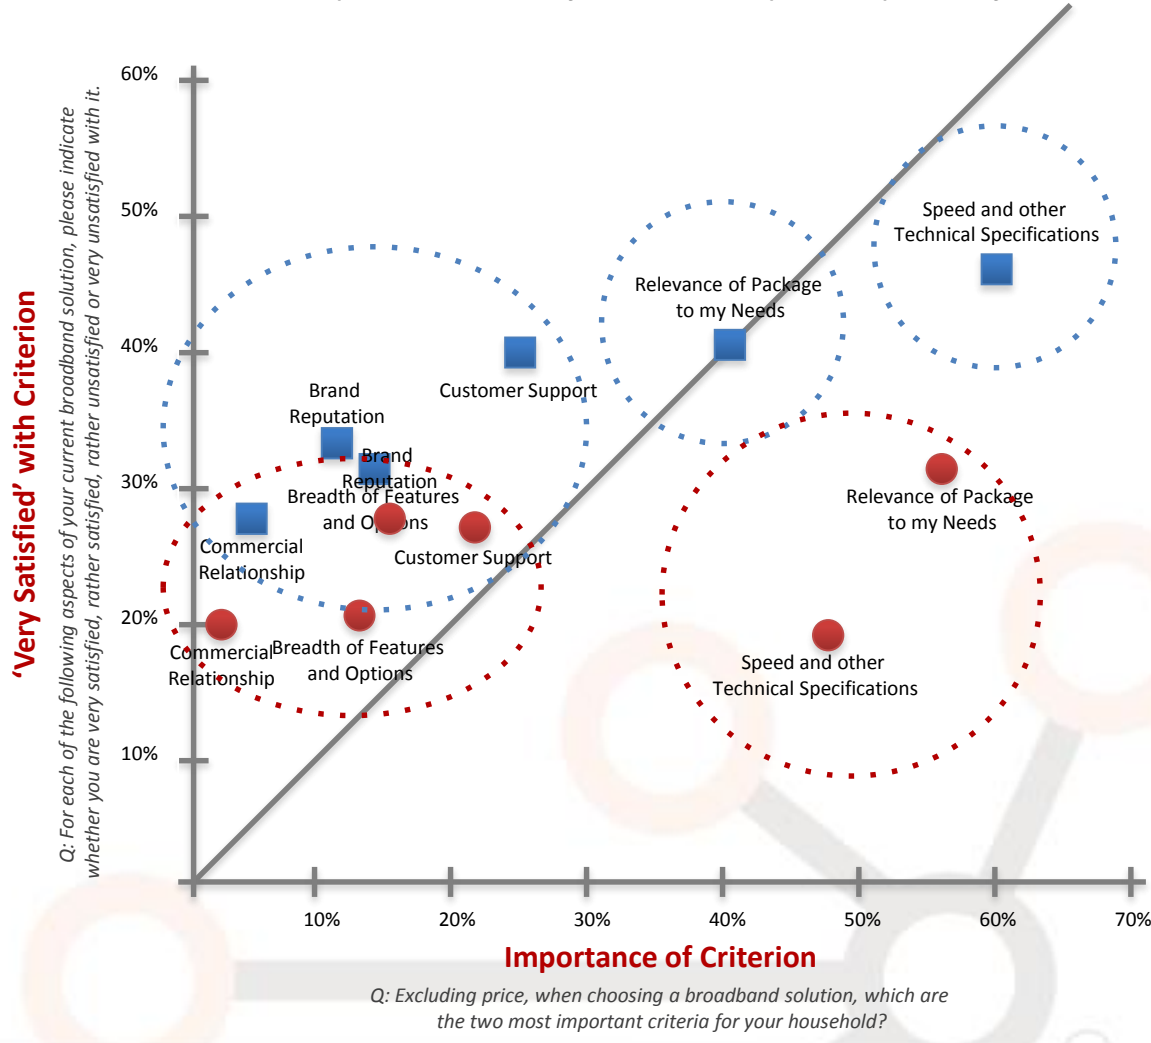 60%
50%
40%
30%
20%
10%
'Very Satisfied' with Criterion
Q: For each of the following aspects of your current broadband solution, please indicate
whether you are very satisfied, rather satisfied, rather unsatisfied or very unsatisfied with it.
Speed and other
Technical Specifications
Relevance of Package
to my Needs
Customer Support
Brand
Reputation
Brand
Reputation
Breadth of Features
and Options
Commercial
Relationship
Customer Support
Relevance of Package
to my Needs
Commercial
Relationship
Breadth of Features
and Options
Speed and other
Technical Specifications
10%
20%
30%
40%
50%
60%
70%
Importance of Criterion
Q: Excluding price, when choosing a broadband solution, which are
the two most important criteria for your household?